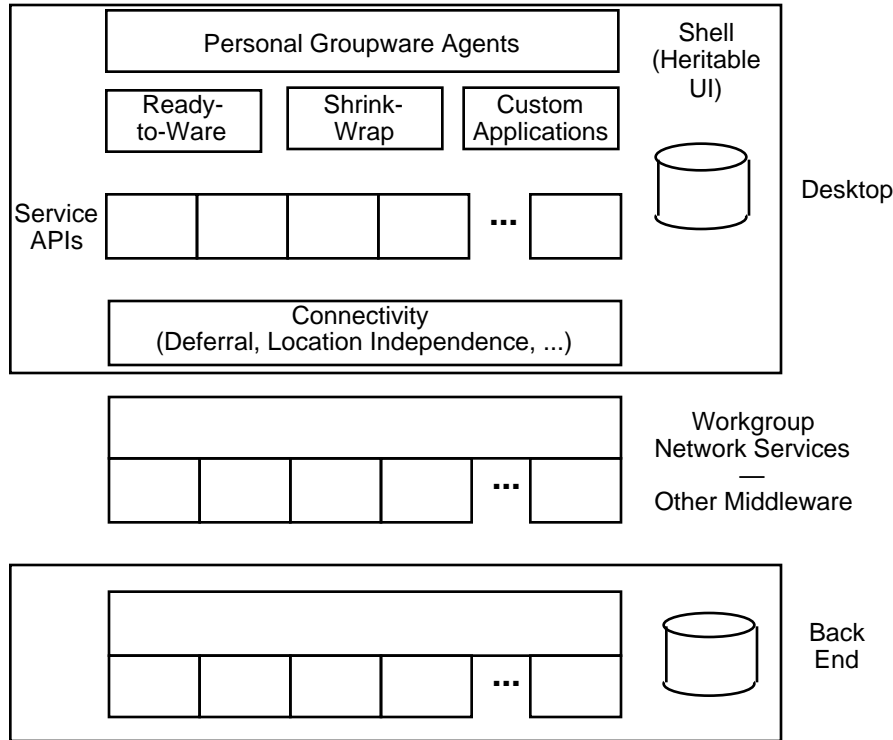 Personal Groupware Agents
Shell
(Heritable
UI)
Ready-
to-Ware
Shrink-
Wrap
Custom
Applications
Desktop
Service
APIs
...
Connectivity
(Deferral, Location Independence, ...)
Workgroup
Network Services
—
Other Middleware
...
Back
End
...